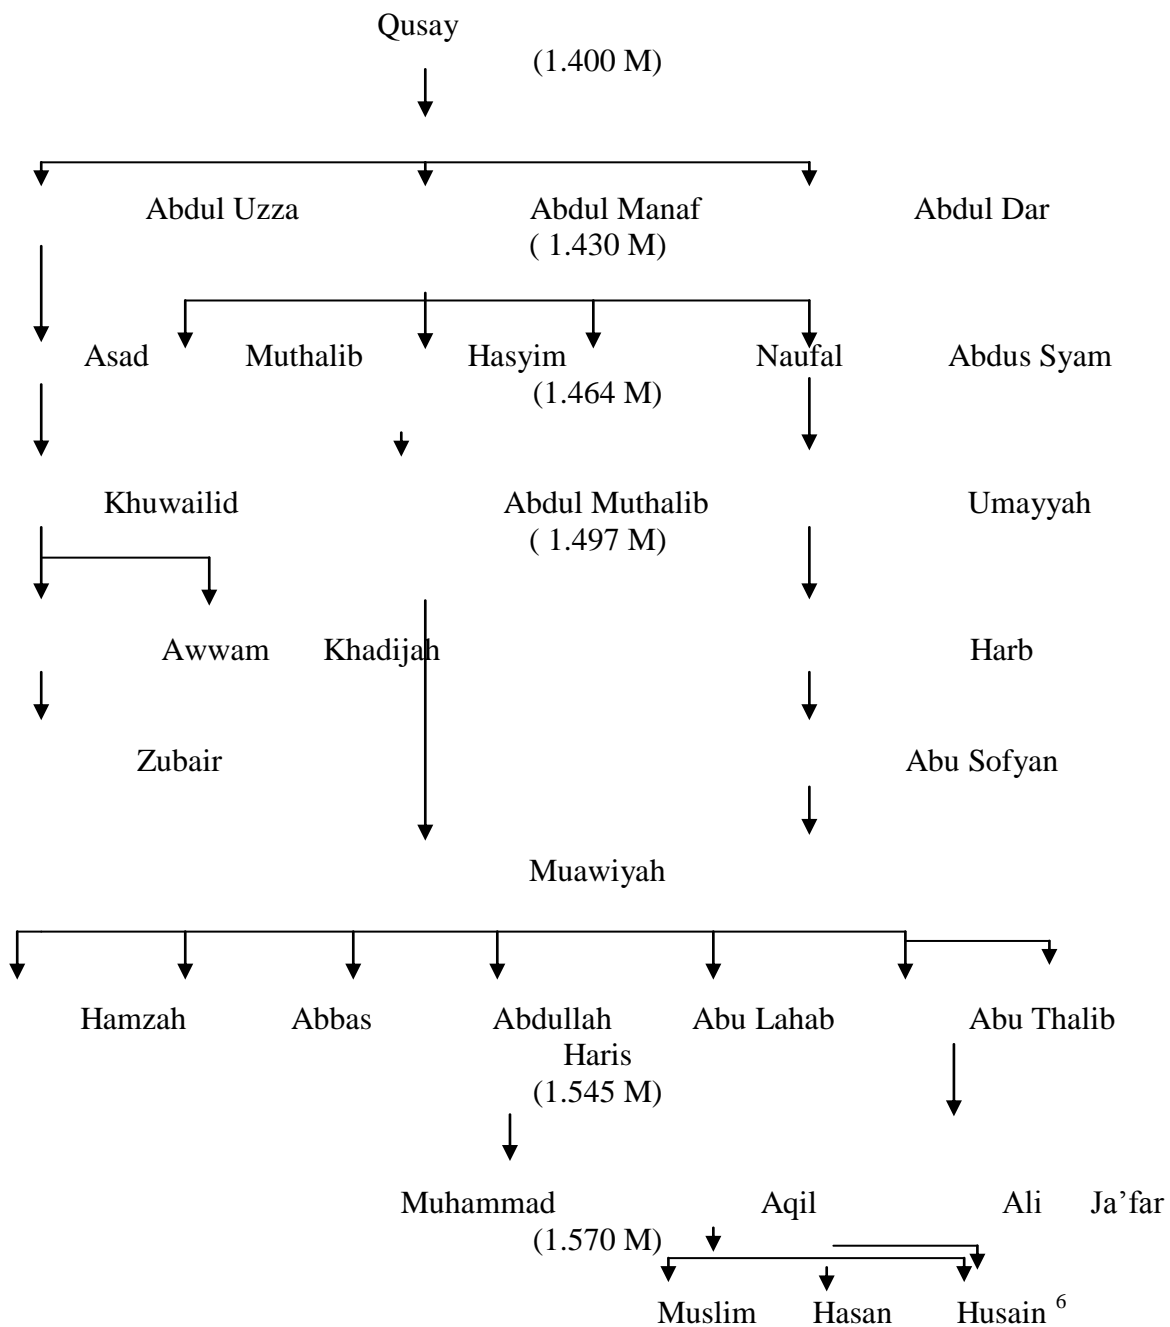 Qusay
(1.400 M)
Abdul Uzza Abdul Manaf Abdul Dar
( 1.430 M)
Asad Muthalib Hasyim Naufal Abdus Syam
(1.464 M)
Khuwailid Abdul Muthalib Umayyah
( 1.497 M)
Awwam Khadijah Harb
Zubair Abu Sofyan
Muawiyah
Hamzah Abbas Abdullah Abu Lahab Abu Thalib
Haris
(1.545 M)
Muhammad Aqil Ali Ja’far
(1.570 M)
Muslim Hasan Husain 6